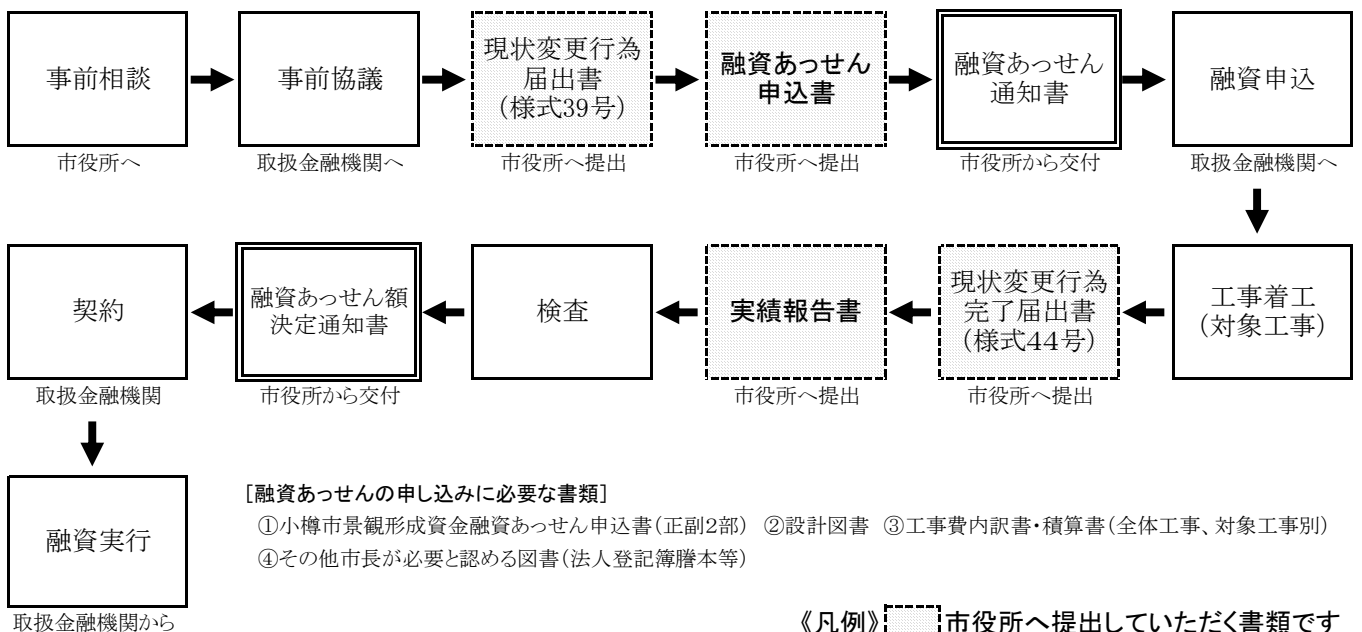 事前相談
市役所へ
事前協議
取扱金融機関へ
現状変更行為
届出書
(様式39号)
市役所へ提出
融資あっせん
申込書
市役所へ提出
融資あっせん
通知書
市役所から交付
融資申込
取扱金融機関へ
工事着工
(対象工事)
現状変更行為
完了届出書
(様式44号)
市役所へ提出
実績報告書
市役所へ提出
検査
融資あっせん額
決定通知書
市役所から交付
契約
取扱金融機関
融資実行
取扱金融機関から
[融資あっせんの申し込みに必要な書類]
①小樽市景観形成資金融資あっせん申込書(正副2部) ②設計図書 ③工事費内訳書・積算書(全体工事、対象工事別)
④その他市長が必要と認める図書(法人登記簿謄本等)
《凡例》 市役所へ提出していただく書類です